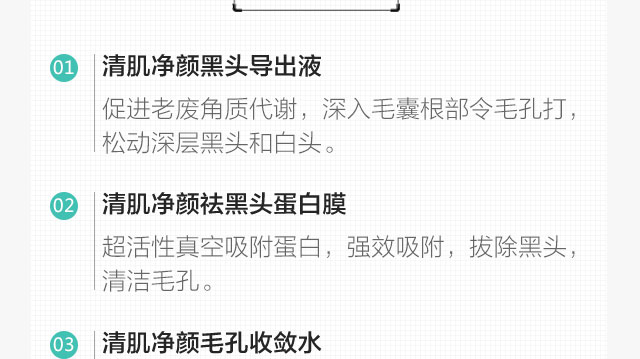 01 清肌净颜黑头导出液
促进老废角质代谢，深入毛囊根部令毛孔打，
松动深层黑头和白头。
02 清肌净颜祛黑头蛋白膜
超活性真空吸附蛋白，强效吸附，拔除黑头，
清洁毛孔。
03 清肌净颜毛孔收敛水